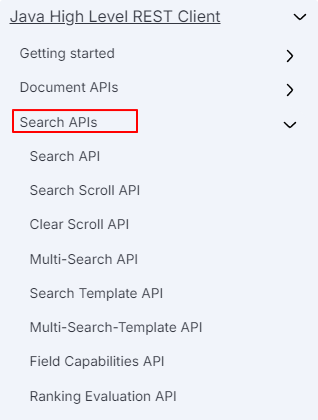 Java High Level REST Client
Getting started
Document APIs
Search APIs
Search API
Search Scroll API
Clear Scroll API
Multi-Search API
Search Template API
Multi-Search-Template API
Field Capabilities API
Ranking Evaluation API